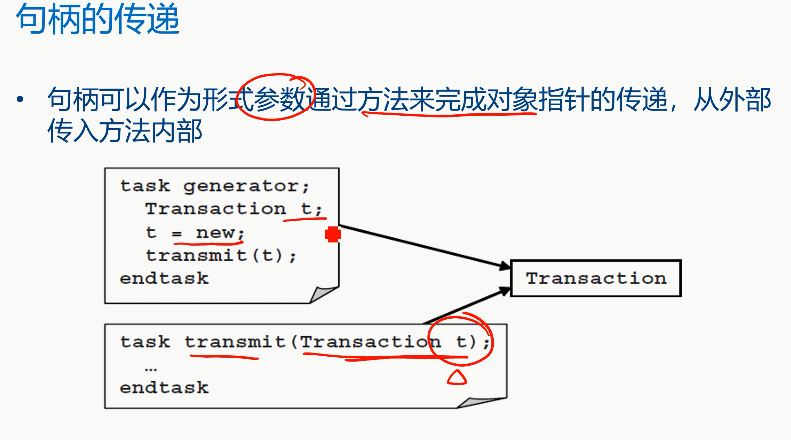 句柄的传递
• 句柄可以作为形式参数通过方法来完成对象指针的传递，从外部
传入方法内部
task generator;
Transaction t;
t = new;
transmit(t);
endtask
Transaction
task transmit(Transaction t);
…
endtask